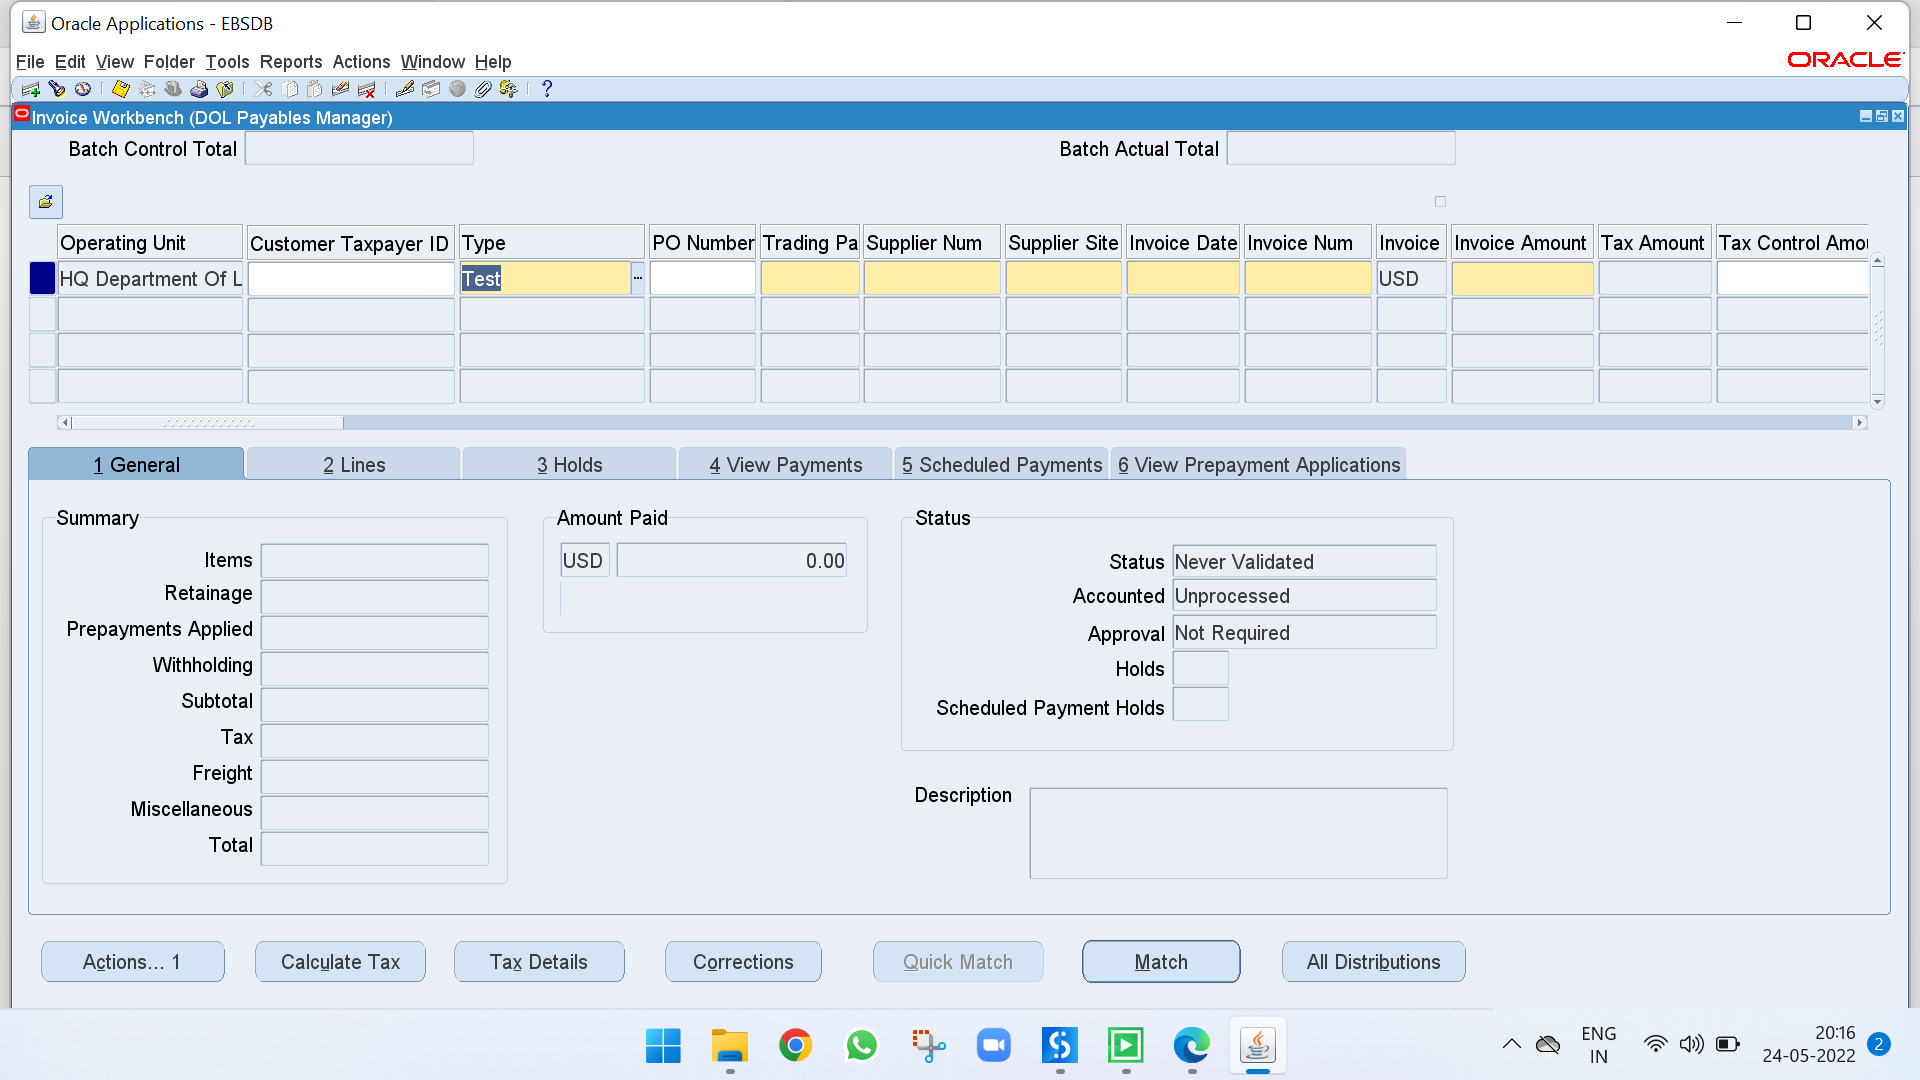 Oracle Applications - EBSDB
File Edit View Folder Tools Reports Actions Window Help
ORACLE
Invoice Workbench (DOL Payables Manager)
Batch Control Total
Batch Actual Total
Operating Unit Customer Taxpayer ID Type PO Number Trading Pa Supplier Num Supplier Site Invoice Date Invoice Num Invoice Invoice Amount Tax Amount Tax Control Amou
HQ Department Of L Test ... USD
1 General 2 Lines 3 Holds 4 View Payments 5 Scheduled Payments 6 View Prepayment Applications
Summary
Items
Retainage
Prepayments Applied
Withholding
Subtotal
Tax
Freight
Miscellaneous
Total
Amount Paid
USD 0.00
Status
Status Never Validated
Accounted Unprocessed
Approval Not Required
Holds
Scheduled Payment Holds
Description
Actions... 1 Calculate Tax Tax Details Corrections Quick Match Match All Distributions
ENG
IN
20:16
24-05-2022
2